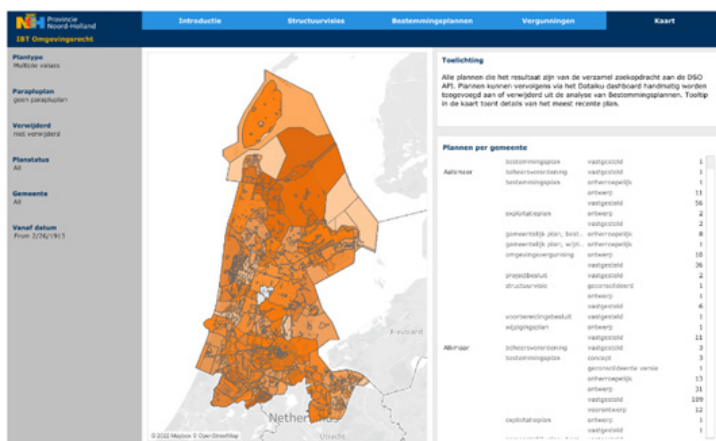 Provincie
Noord-Holland
IBT Omgevingsrecht
Introductie
Structuurvisies
Bestemmingsplannen
Vergunningen
Kaart
Plantype
Multiple values
Parapluplan
geen parapluplan
Verwijderd
niet verwijderd
Planstatus
All
Gemeente
All
Vanaf datum
From 2/26/1913
Netherlands
Flevoland
Utrecht
© 2022 Mapbox © OpenStreetMap
Toelichting
Alle plannen die het resultaat zijn van de verzamel zoekopdracht aan de DSO
API. Plannen kunnen vervolgens via het Dataiku dashboard handmatig worden
toegevoegd aan of verwijderd uit de analyse van Bestemmingsplannen. Tooltip
in de kaart toont details van het meest recente plan.
Plannen per gemeente
bestemmingsplan vastgesteld 1
Aalsmeer beheersverordening vastgesteld 1
bestemmingsplan onherroepelijk 1
ontwerp 11
vastgesteld 56
exploitatieplan ontwerp 2
vastgesteld 2
gemeentelijk plan; best.. onherroepelijk 8
gemeentelijk plan; wijzi.. onherroepelijk 1
omgevingsvergunning ontwerp 18
vastgesteld 36
projectbesluit vastgesteld 2
structuurvisie geconsolideerd 1
ontwerp 1
vastgesteld 6
voorbereidingsbesluit vastgesteld 1
wijzigingsplan ontwerp 1
vastgesteld 11
Alkmaar beheersverordening vastgesteld 3
bestemmingsplan concept 3
geconsolideerde versie 1
onherroepelijk 13
ontwerp 31
vastgesteld 109
voorontwerp 12
exploitatieplan ontwerp 1
vastgesteld 1